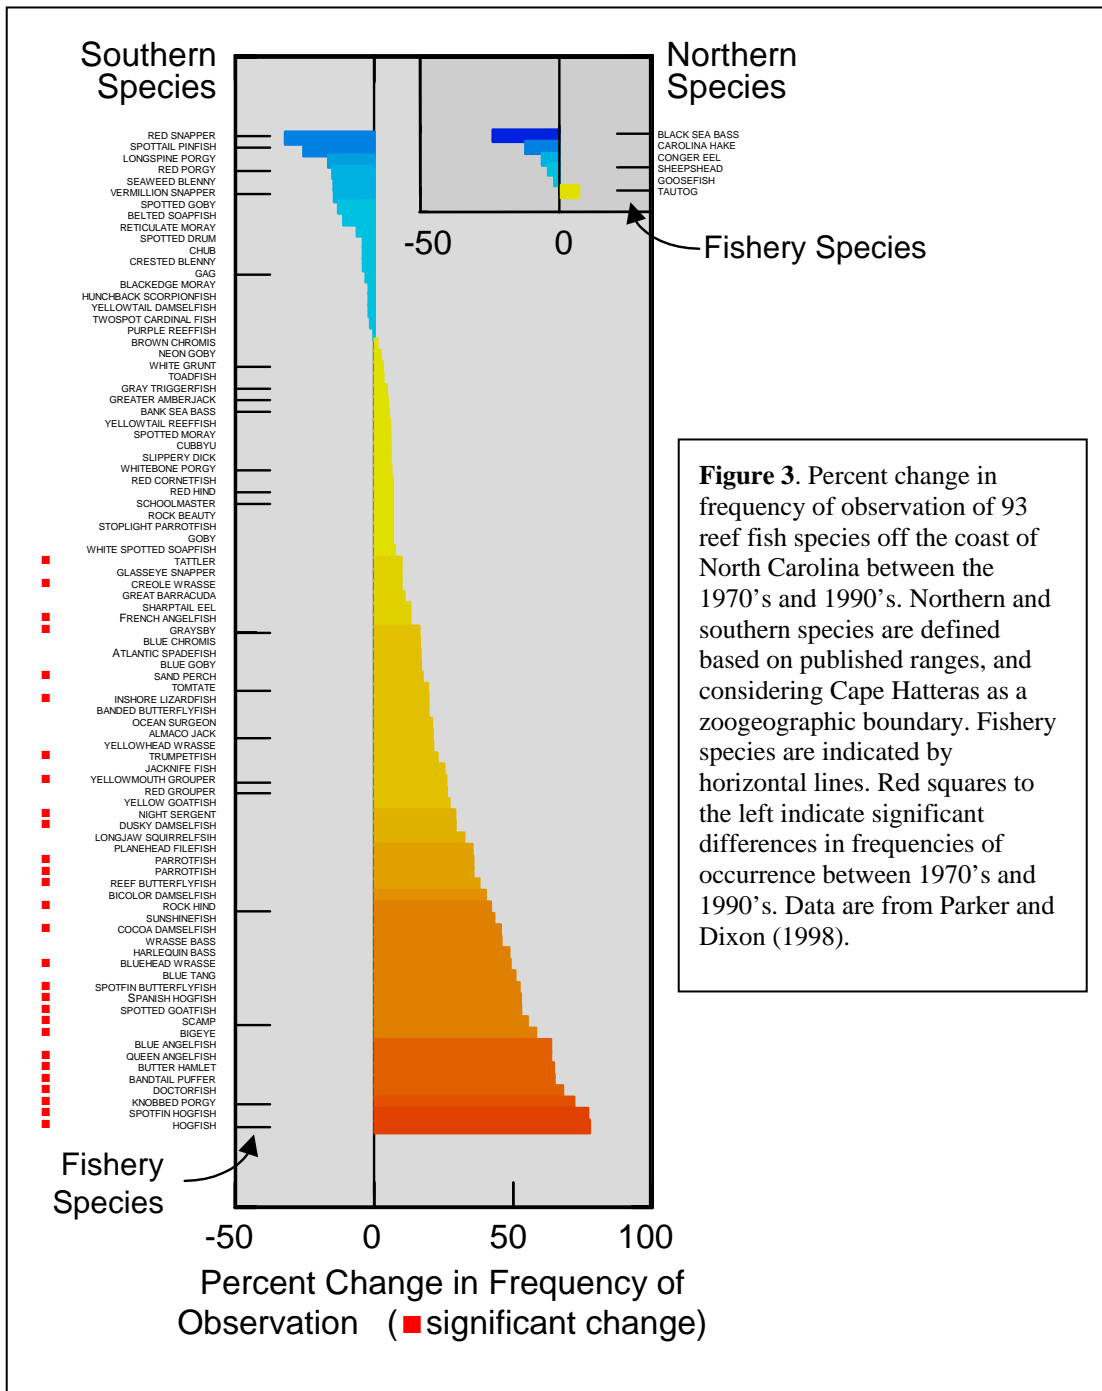 Southern
Species
Northern
Species
RED SNAPPER
SPOTTAIL PINFISH
LONGSPINE PORGY
RED PORGY
SEAWEED BLENNY
VERMILLION SNAPPER
SPOTTED GOBY
BELTED SOAPFISH
RETICULATE MORAY
SPOTTED DRUM
CHUB
CRESTED BLENNY
GAG
BLACKEDGE MORAY
HUNCHBACK SCORPIONFISH
YELLOWTAIL DAMSELFISH
TWOSPOT CARDINAL FISH
PURPLE REEFFISH
BROWN CHROMIS
NEON GOBY
WHITE GRUNT
TOADFISH
GRAY TRIGGERFISH
GREATER AMBERJACK
BANK SEA BASS
YELLOWTAIL REEFFISH
SPOTTED MORAY
CUBBYU
SLIPPERY DICK
WHITEBONE PORGY
RED CORNETFISH
RED HIND
SCHOOLMASTER
ROCK BEAUTY
STOPLIGHT PARROTFISH
GOBY
WHITE SPOTTED SOAPFISH
TATTLER
GLASSEYE SNAPPER
CREOLE WRASSE
GREAT BARRACUDA
SHARPTAIL EEL
FRENCH ANGELFISH
GRAYSBY
BLUE CHROMIS
ATLANTIC SPADEFISH
BLUE GOBY
SAND PERCH
TOMTATE
INSHORE LIZARDFISH
BANDED BUTTERFLYFISH
OCEAN SURGEON
ALMACO JACK
YELLOWHEAD WRASSE
TRUMPETFISH
JACKNIFE FISH
YELLOWMOUTH GROUPER
RED GROUPER
YELLOW GOATFISH
NIGHT SERGENT
DUSKY DAMSELFISH
LONGJAW SQUIRRELFSIH
PLANEHEAD FILEFISH
PARROTFISH
PARROTFISH
REEF BUTTERFLYFISH
BICOLOR DAMSELFISH
ROCK HIND
SUNSHINEFISH
COCOA DAMSELFISH
WRASSE BASS
HARLEQUIN BASS
BLUEHEAD WRASSE
BLUE TANG
SPOTFIN BUTTERFLYFISH
SPANISH HOGFISH
SPOTTED GOATFISH
SCAMP
BIGEYE
BLUE ANGELFISH
QUEEN ANGELFISH
BUTTER HAMLET
BANDTAIL PUFFER
DOCTORFISH
KNOBBED PORGY
SPOTFIN HOGFISH
HOGFISH
BLACK SEA BASS
CAROLINA HAKE
CONGER EEL
SHEEPSHEAD
GOOSEFISH
TAUTOG
-50 0
Fishery Species
Fishery
Species
-50 0 50 100
Percent Change in Frequency of
Observation (■significant change)
Figure 3. Percent change in
frequency of observation of 93
reef fish species off the coast of
North Carolina between the
1970's and 1990's. Northern and
southern species are defined
based on published ranges, and
considering Cape Hatteras as a
zoogeographic boundary. Fishery
species are indicated by
horizontal lines. Red squares to
the left indicate significant
differences in frequencies of
occurrence between 1970's and
1990's. Data are from Parker and
Dixon (1998).